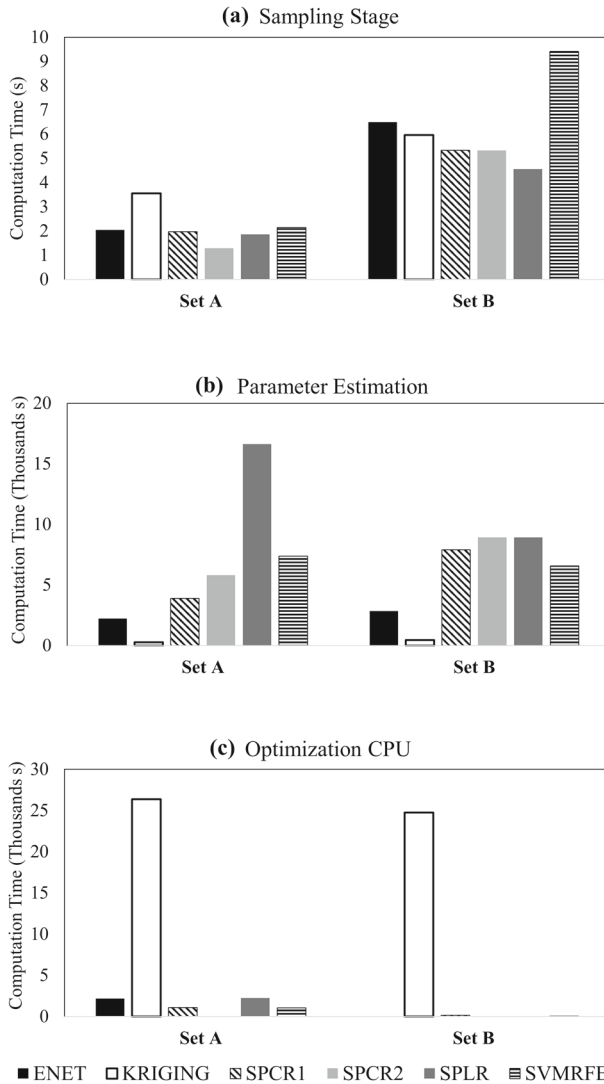 (a) Sampling Stage
Computation Time (s)
10
9
8
7
6
5
4
3
2
1
0
Set A
Set B
(b) Parameter Estimation
Computation Time (Thousands s)
20
15
10
5
0
Set A
Set B
(c) Optimization CPU
Computation Time (Thousands s)
30
25
20
15
10
5
0
Set A
Set B
ENET KRIGING SPCR1 SPCR2 SPLR SVMRFE